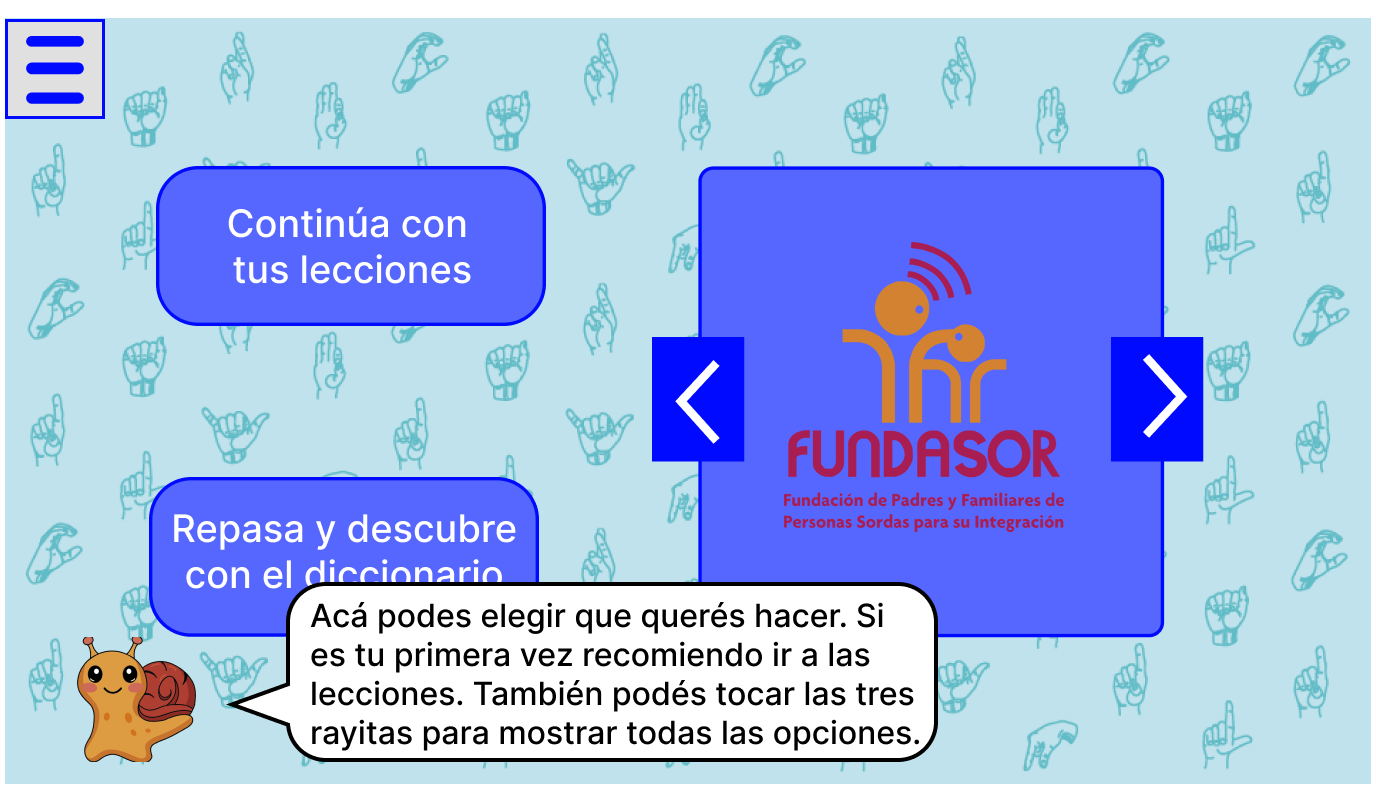 Continúa con
tus lecciones
FUNDASOR
Fundación de Padres y Familiares de
Personas Sordas para su Integración
Repasa y descubre
con el diccionario
Acá podes elegir que querés hacer. Si
es tu primera vez recomiendo ir a las
lecciones. También podés tocar las tres
rayitas para mostrar todas las opciones.